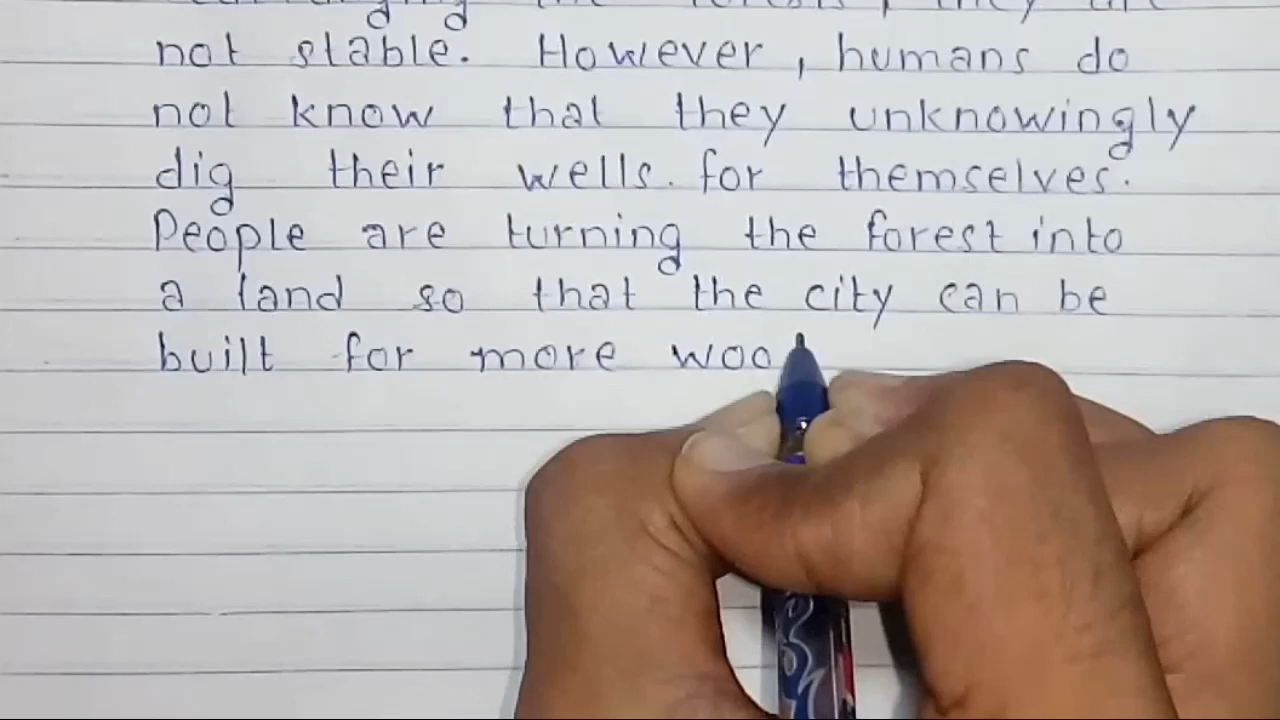 not stable. However, humans do
not know that they unknowingly
dig their wells. for themselves.
People are turning the forest into
a land so that the city can be
built for more woo